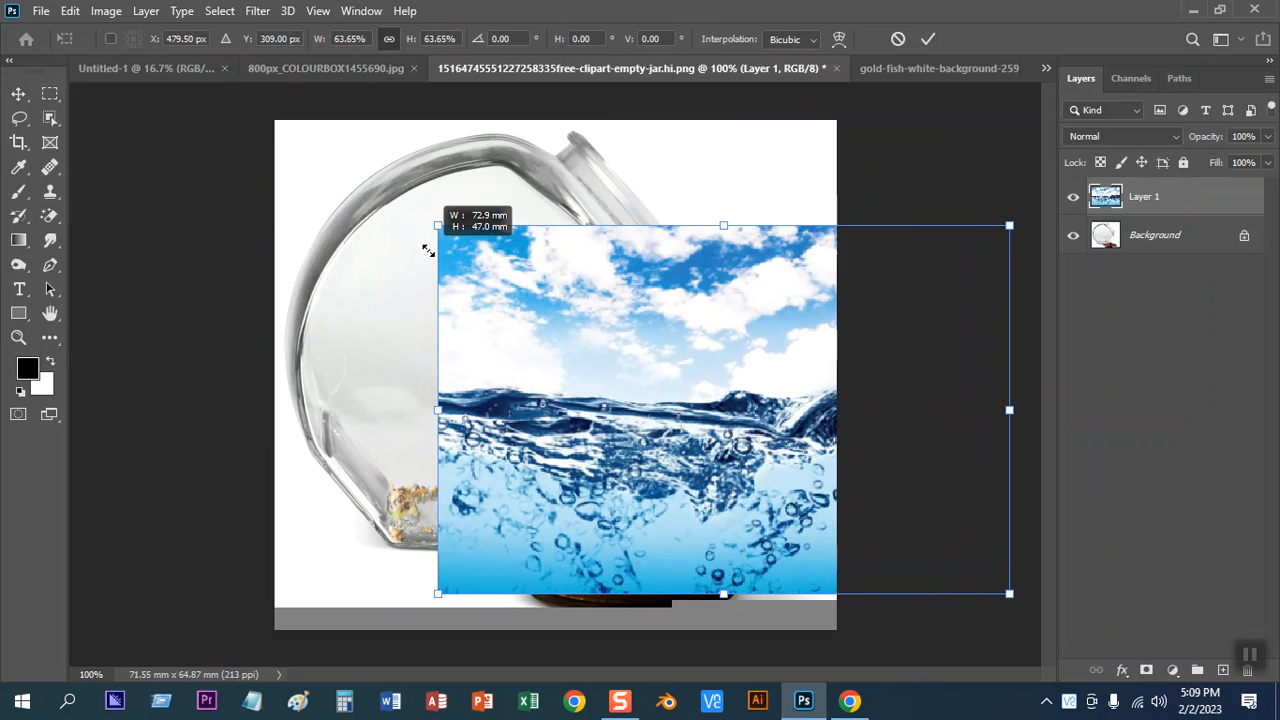 Ps File Edit Image Layer Type Select Filter 3D View Window Help
X: 479.50 px Y: 309.00 px W: 63.65% H: 63.65% 0.00 ° H: 0.00 ° V: 0.00 ° Interpolation: Bicubic
Untitled-1 @ 16.7% (RGB/... × 800px_COLOURBOX1455690.jpg × 15164745551227258335free-clipart-empty-jar.hi.png @ 100% (Layer 1, RGB/8) * × gold-fish-white-background-259
Layers Channels Paths
Kind
Normal Opacity: 100%
Lock: Fill: 100%
Layer 1
W : 72.9 mm
H : 47.0 mm
Background
T
100% 71.55 mm x 64.87 mm (213 ppi)
Pr Ai Ps
5:09 PM
2/2/2023